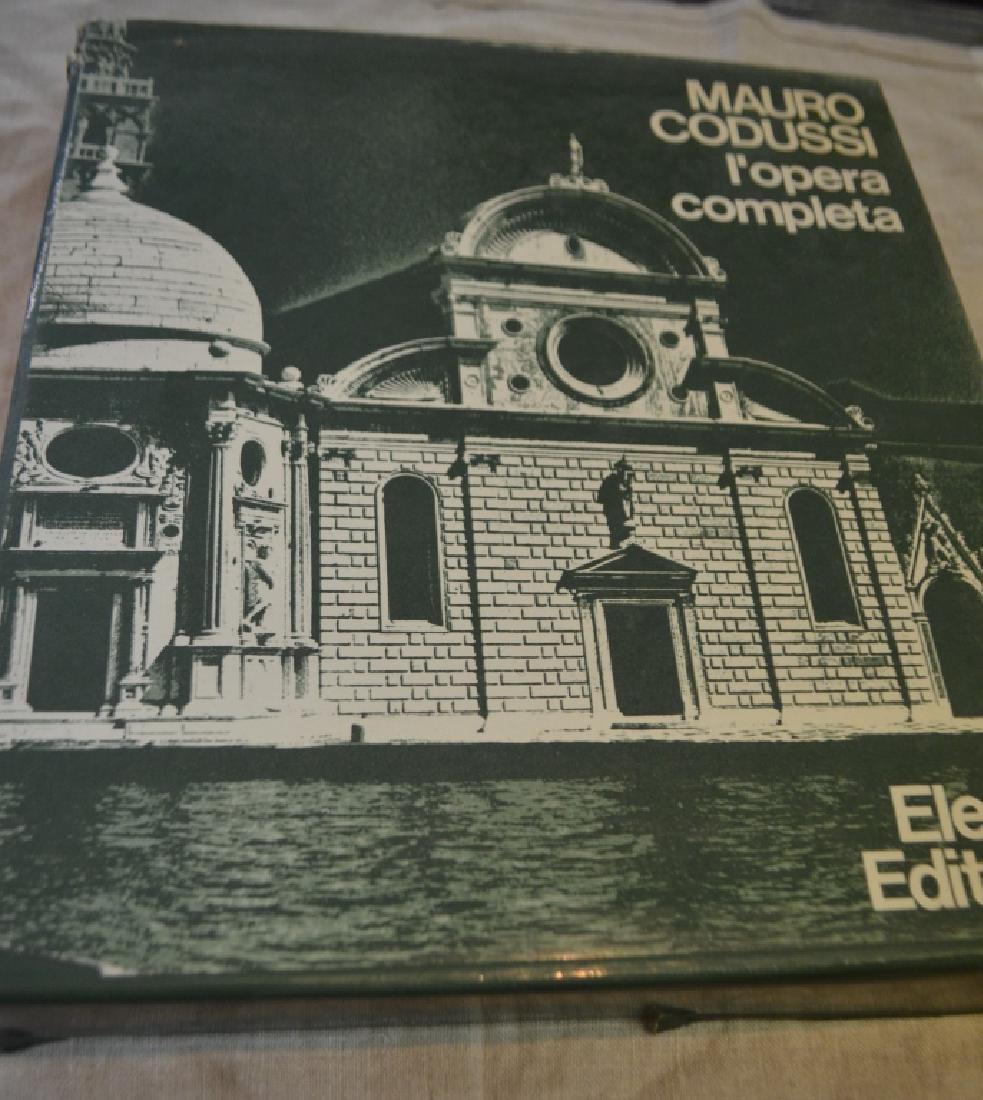 MAURO
CODUSSI
l'opera
completa
Ele
Edit